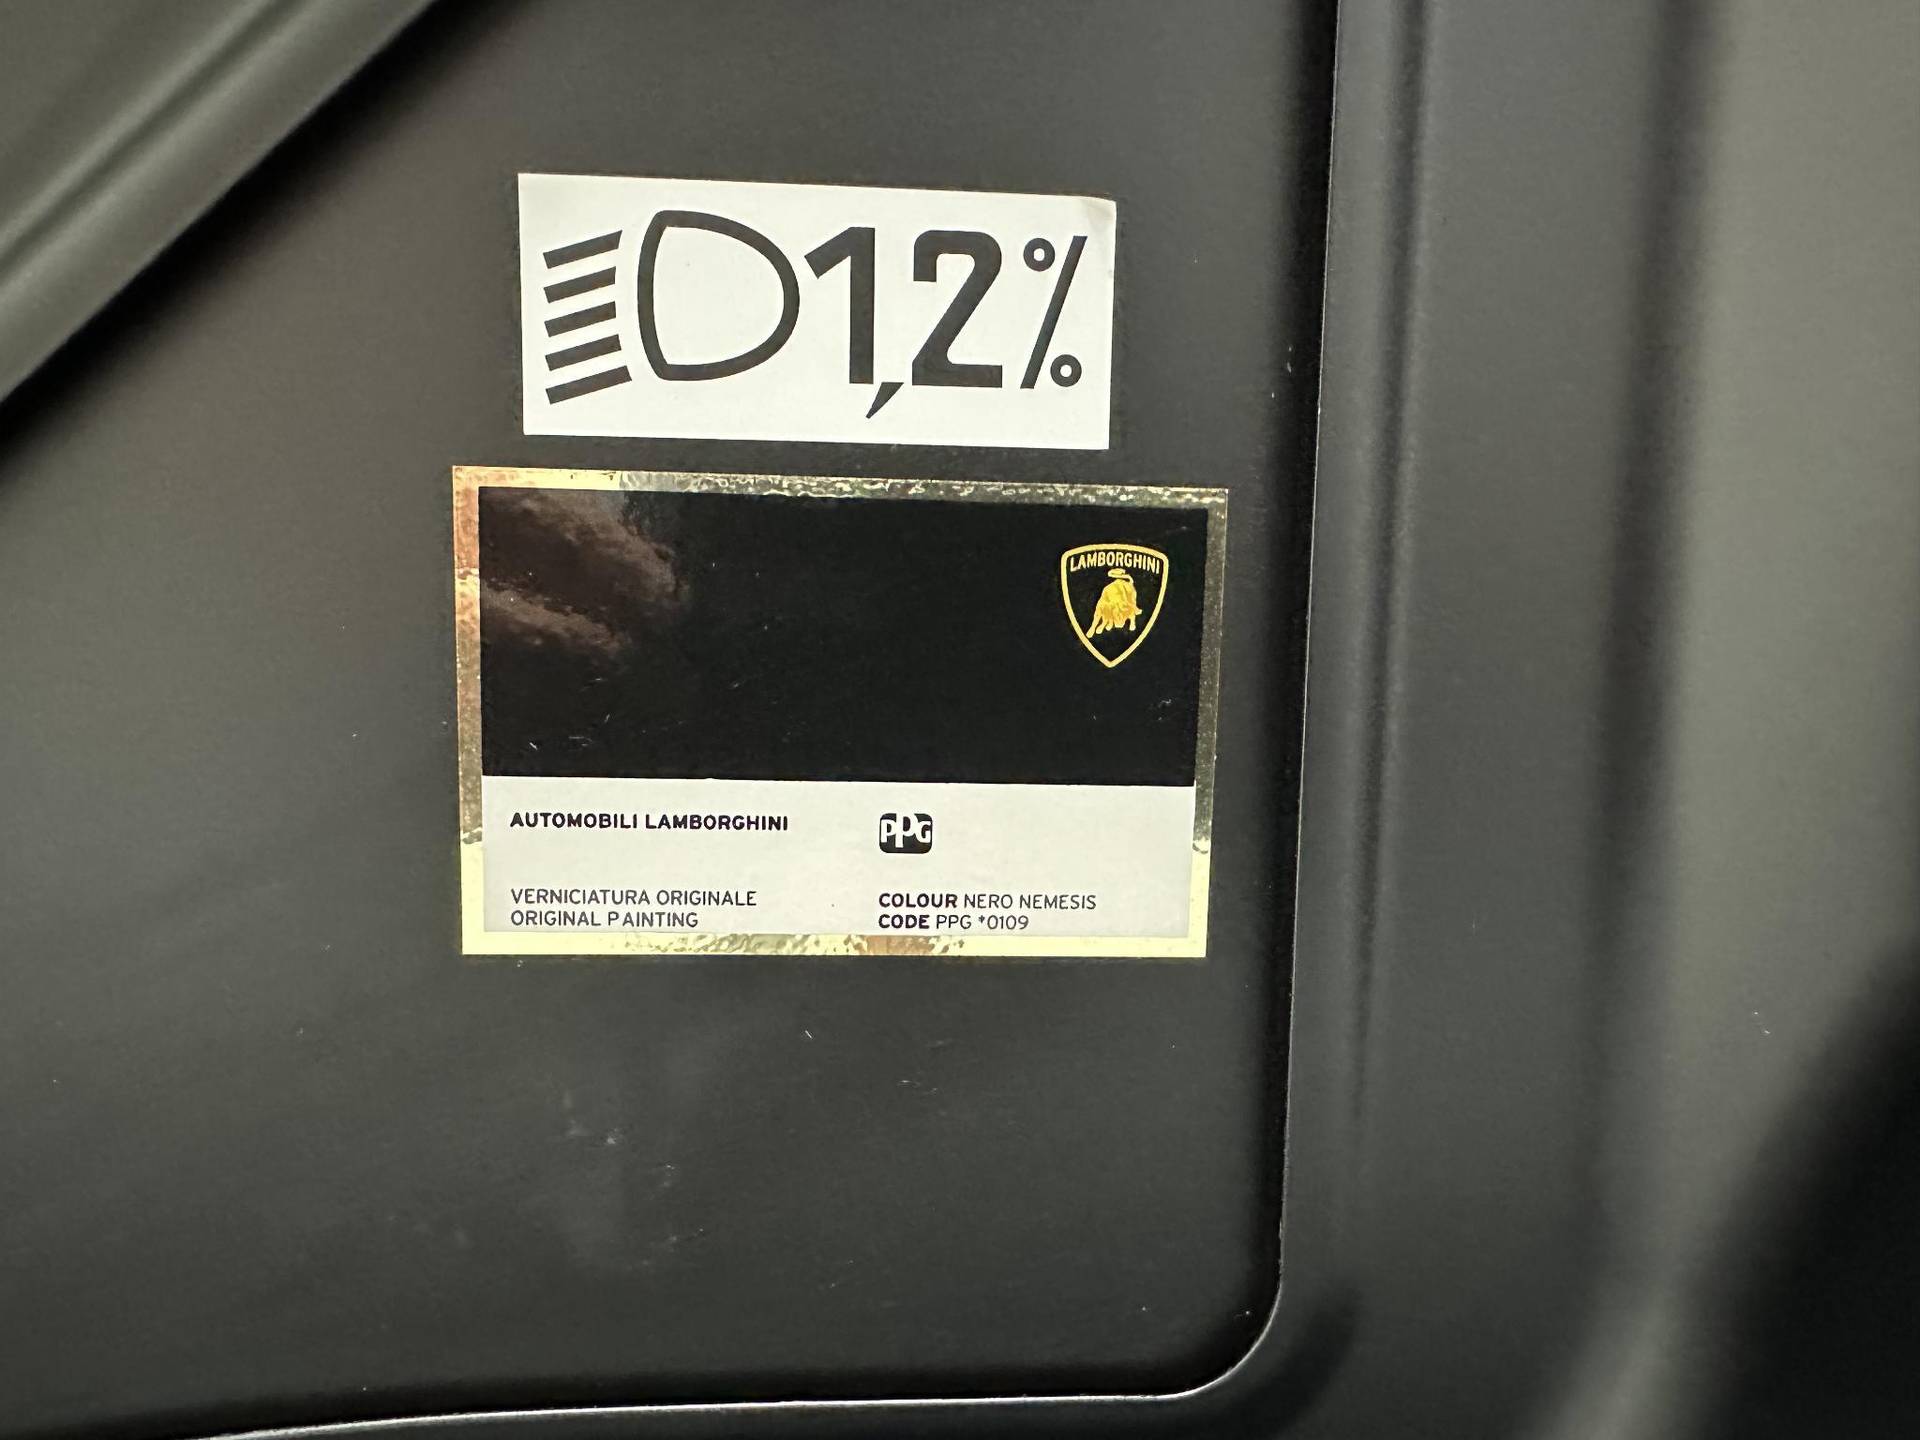 1,2%
LAMBORGHINI
AUTOMOBILI LAMBORGHINI
PPG
VERNICIATURA ORIGINALE
ORIGINAL PAINTING
COLOUR NERO NEMESIS
CODE PPG *0109